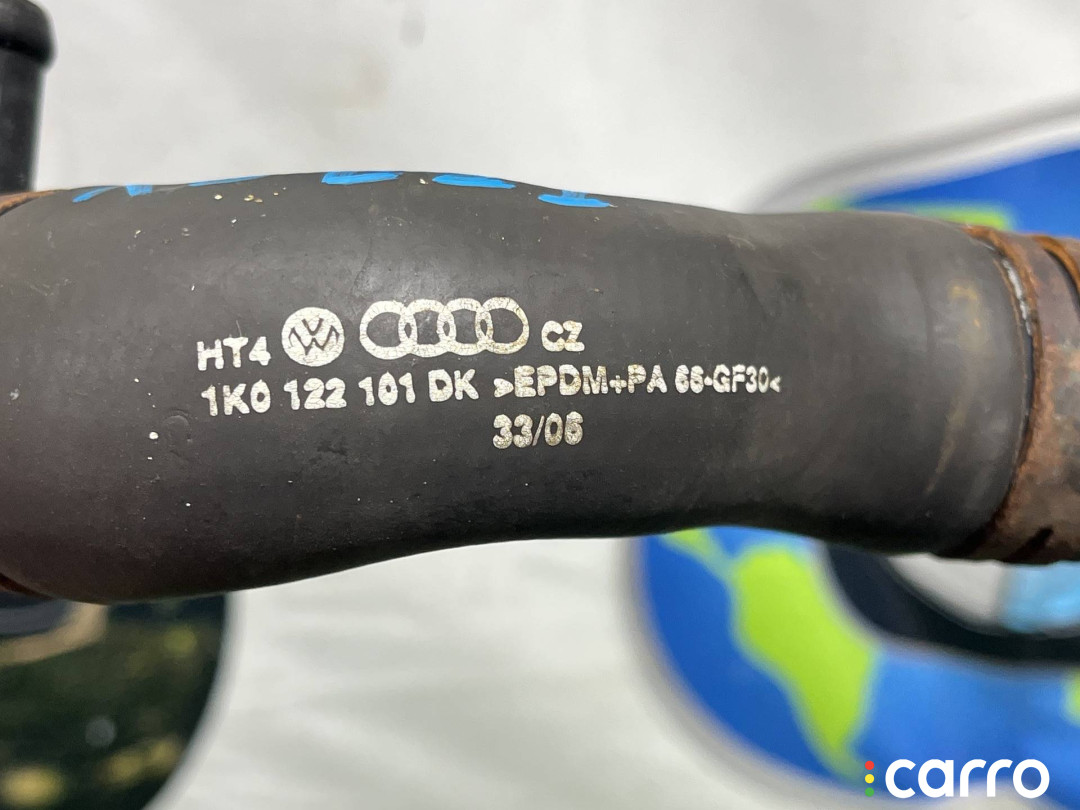 HT4 CZ
1K0 122 101 DK >EPDM+PA 66-GF30<
33/06
carro